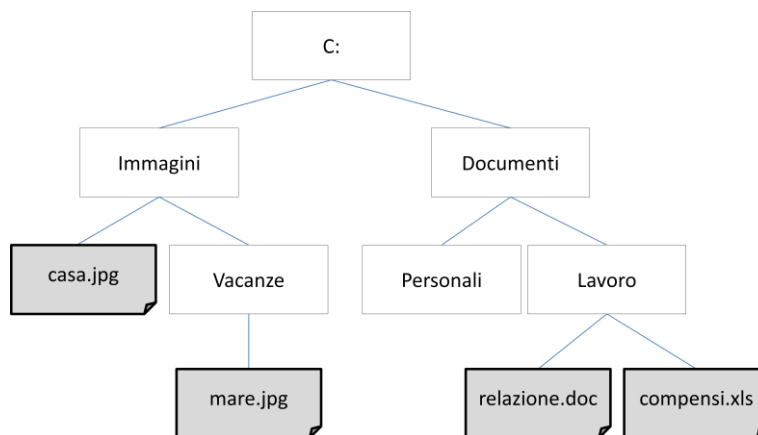 C:
Immagini
Documenti
casa.jpg
Vacanze
Personali
Lavoro
mare.jpg
relazione.doc
compensi.xls